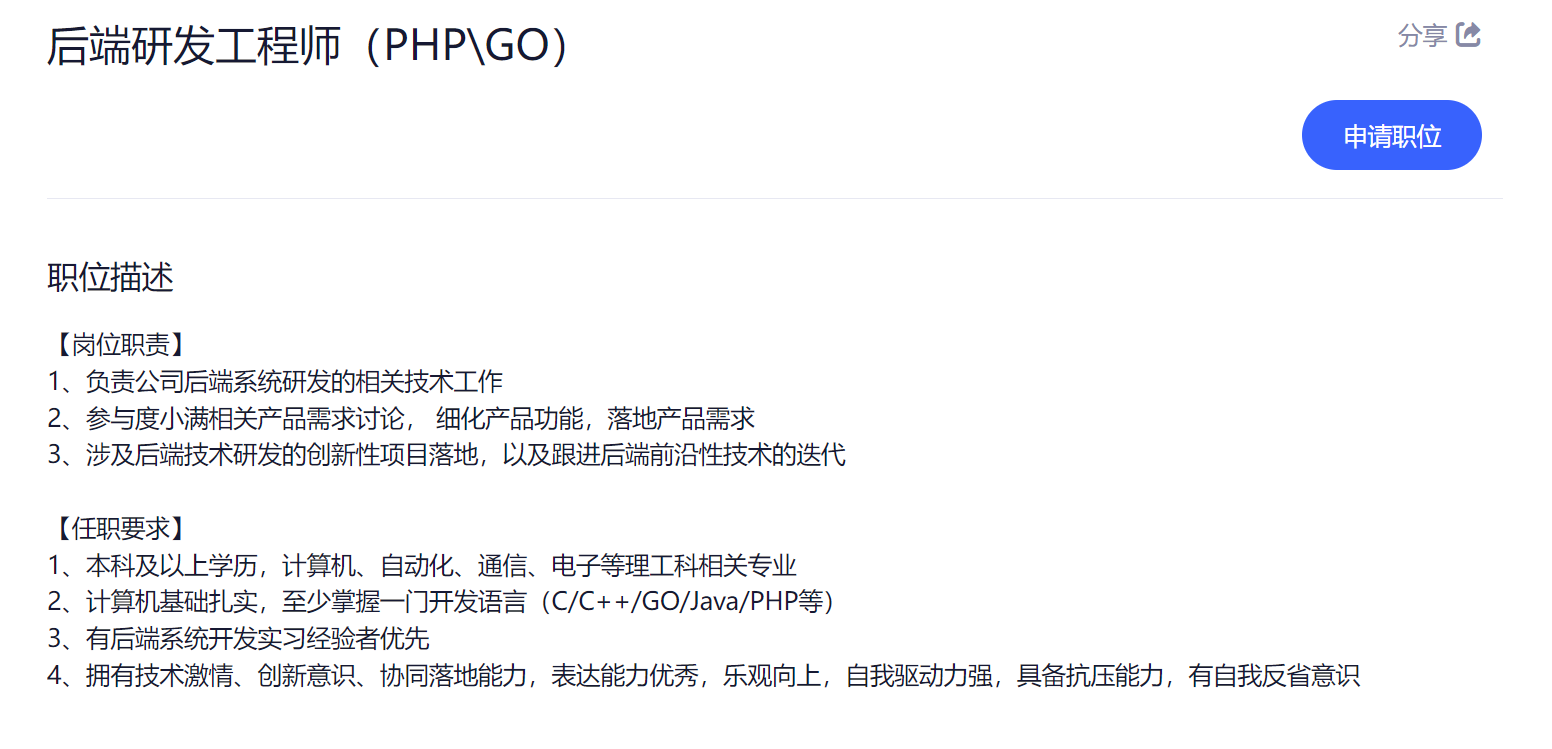 后端研发工程师（PHP\GO）
分享
申请职位
职位描述
【岗位职责】
1、负责公司后端系统研发的相关技术工作
2、参与度小满相关产品需求讨论， 细化产品功能，落地产品需求
3、涉及后端技术研发的创新性项目落地，以及跟进后端前沿性技术的迭代
【任职要求】
1、本科及以上学历，计算机、自动化、通信、电子等理工科相关专业
2、计算机基础扎实，至少掌握一门开发语言（C/C++/GO/Java/PHP等）
3、有后端系统开发实习经验者优先
4、拥有技术激情、创新意识、协同落地能力，表达能力优秀，乐观向上，自我驱动力强，具备抗压能力，有自我反省意识